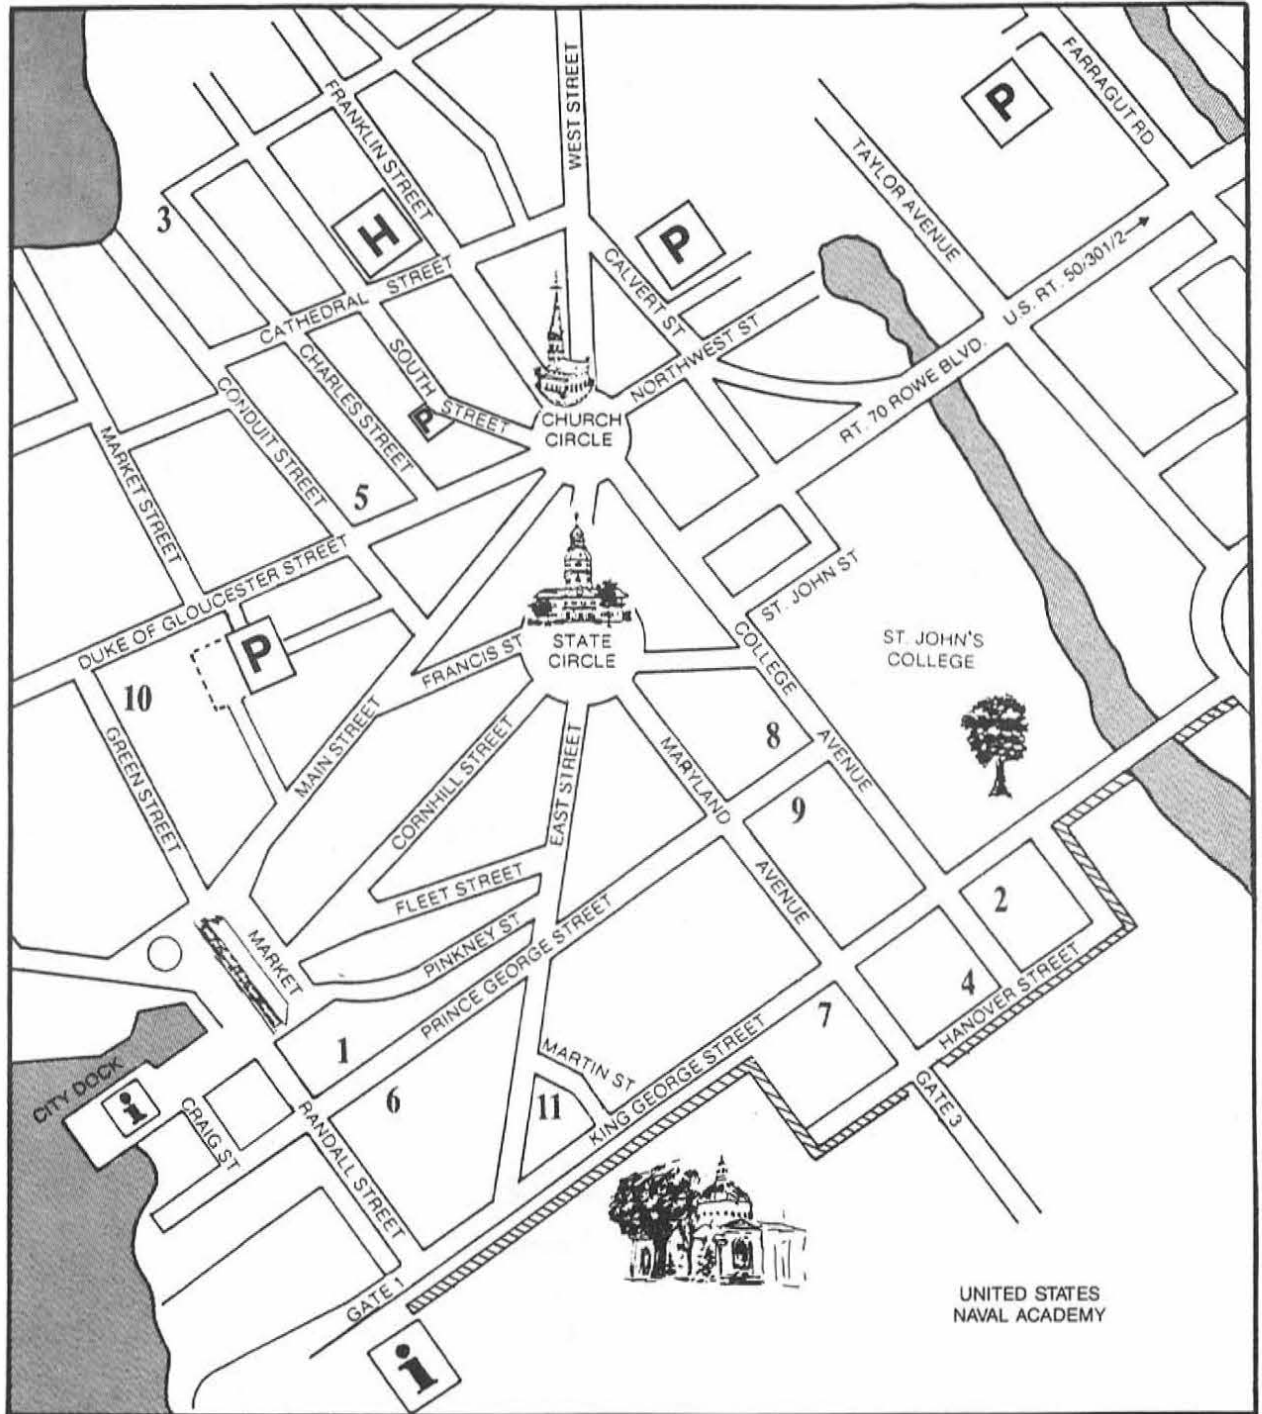 WEST STREET
FARRAGUT RD
P
FRANKLIN STREET
TAYLOR AVENUE
3
H
P
CALVERT ST
U.S. RT. 50/301/2
CATHEDRAL STREET
NORTHWEST ST
CHARLES STREET
SOUTH STREET
P
CONDUIT STREET
CHURCH
CIRCLE
RT. 70 ROWE BLVD.
MARKET STREET
5
DUKE OF GLOUCESTER STREET
ST. JOHN ST
P
FRANCIS ST
STATE
CIRCLE
COLLEGE AVENUE
ST. JOHN'S
COLLEGE
10
GREEN STREET
MAIN STREET
CORNHILL STREET
EAST STREET
MARYLAND AVENUE
8
9
FLEET STREET
2
MARKET
PINKNEY ST
PRINCE GEORGE STREET
4
HANOVER STREET
7
1
MARTIN ST
KING GEORGE STREET
CITY DOCK
i
CRAIG ST
RANDALL STREET
6
11
GATE 3
GATE 1
i
UNITED STATES
NAVAL ACADEMY